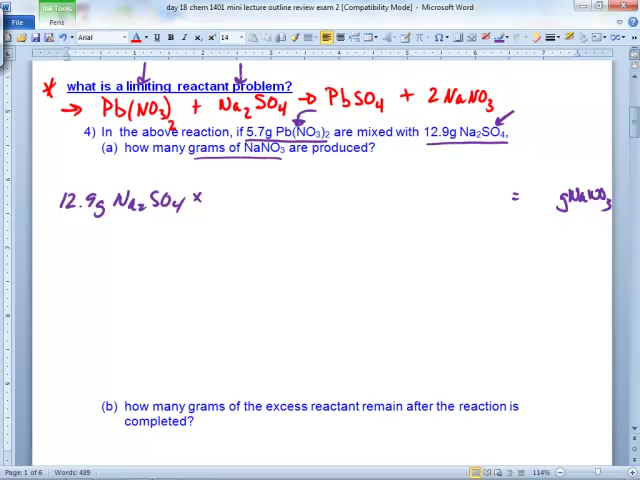 day 18 chem 1401 mini lecture outline review exam 2 [Compatibility Mode] - Microsoft Word
Ink Tools
File
Pens
Arial
14
* what is a limiting reactant problem?
→ Pb(NO3)2 + Na2SO4 → PbSO4 + 2 NaNO3
4) In the above reaction, if 5.7g Pb(NO3)2 are mixed with 12.9g Na2SO4,
(a) how many grams of NaNO3 are produced?
12.9g Na2SO4 x = gNaNO3
(b) how many grams of the excess reactant remain after the reaction is
completed?
Page: 1 of 6 Words: 489 114%